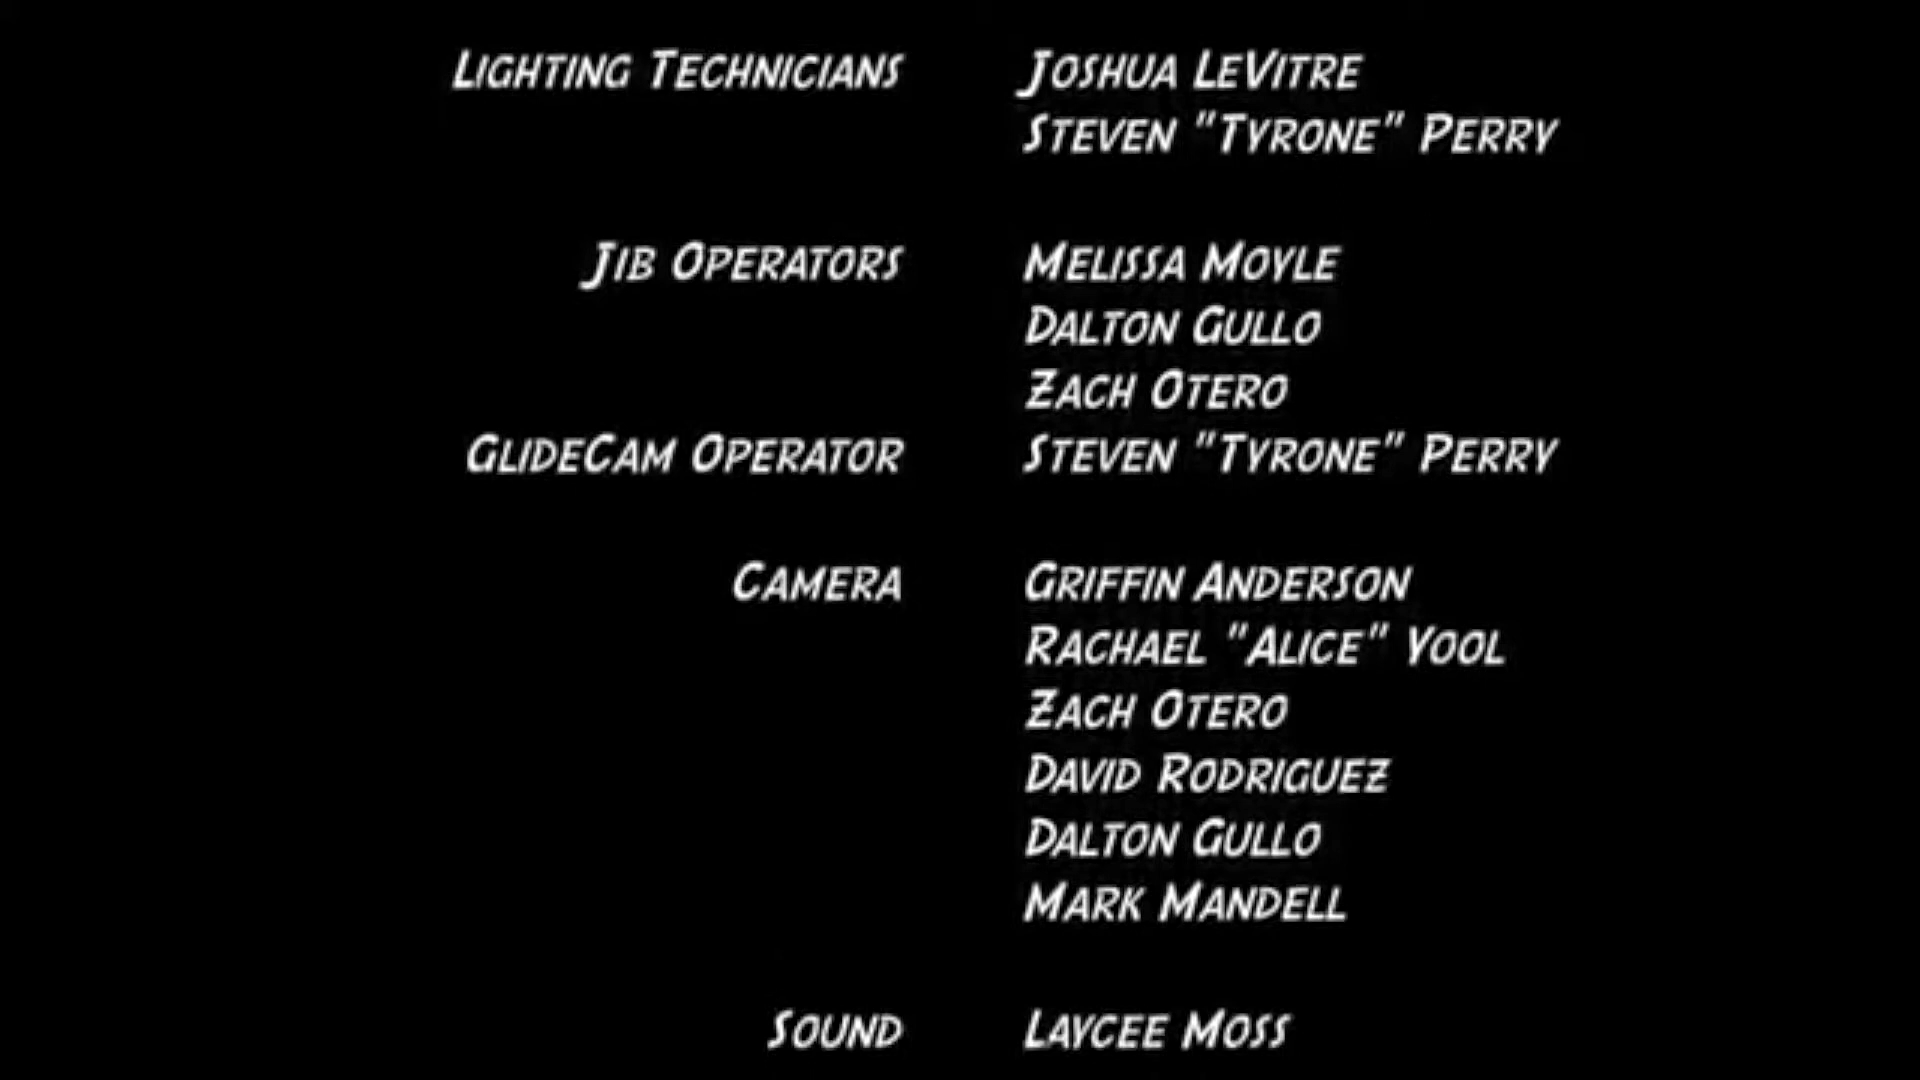 Lighting Technicians Joshua LeVitre
Steven "Tyrone" Perry
Jib Operators Melissa Moyle
Dalton Gullo
Zach Otero
GlideCam Operator Steven "Tyrone" Perry
Camera Griffin Anderson
Rachael "Alice" Yool
Zach Otero
David Rodriguez
Dalton Gullo
Mark Mandell
Sound Laycee Moss